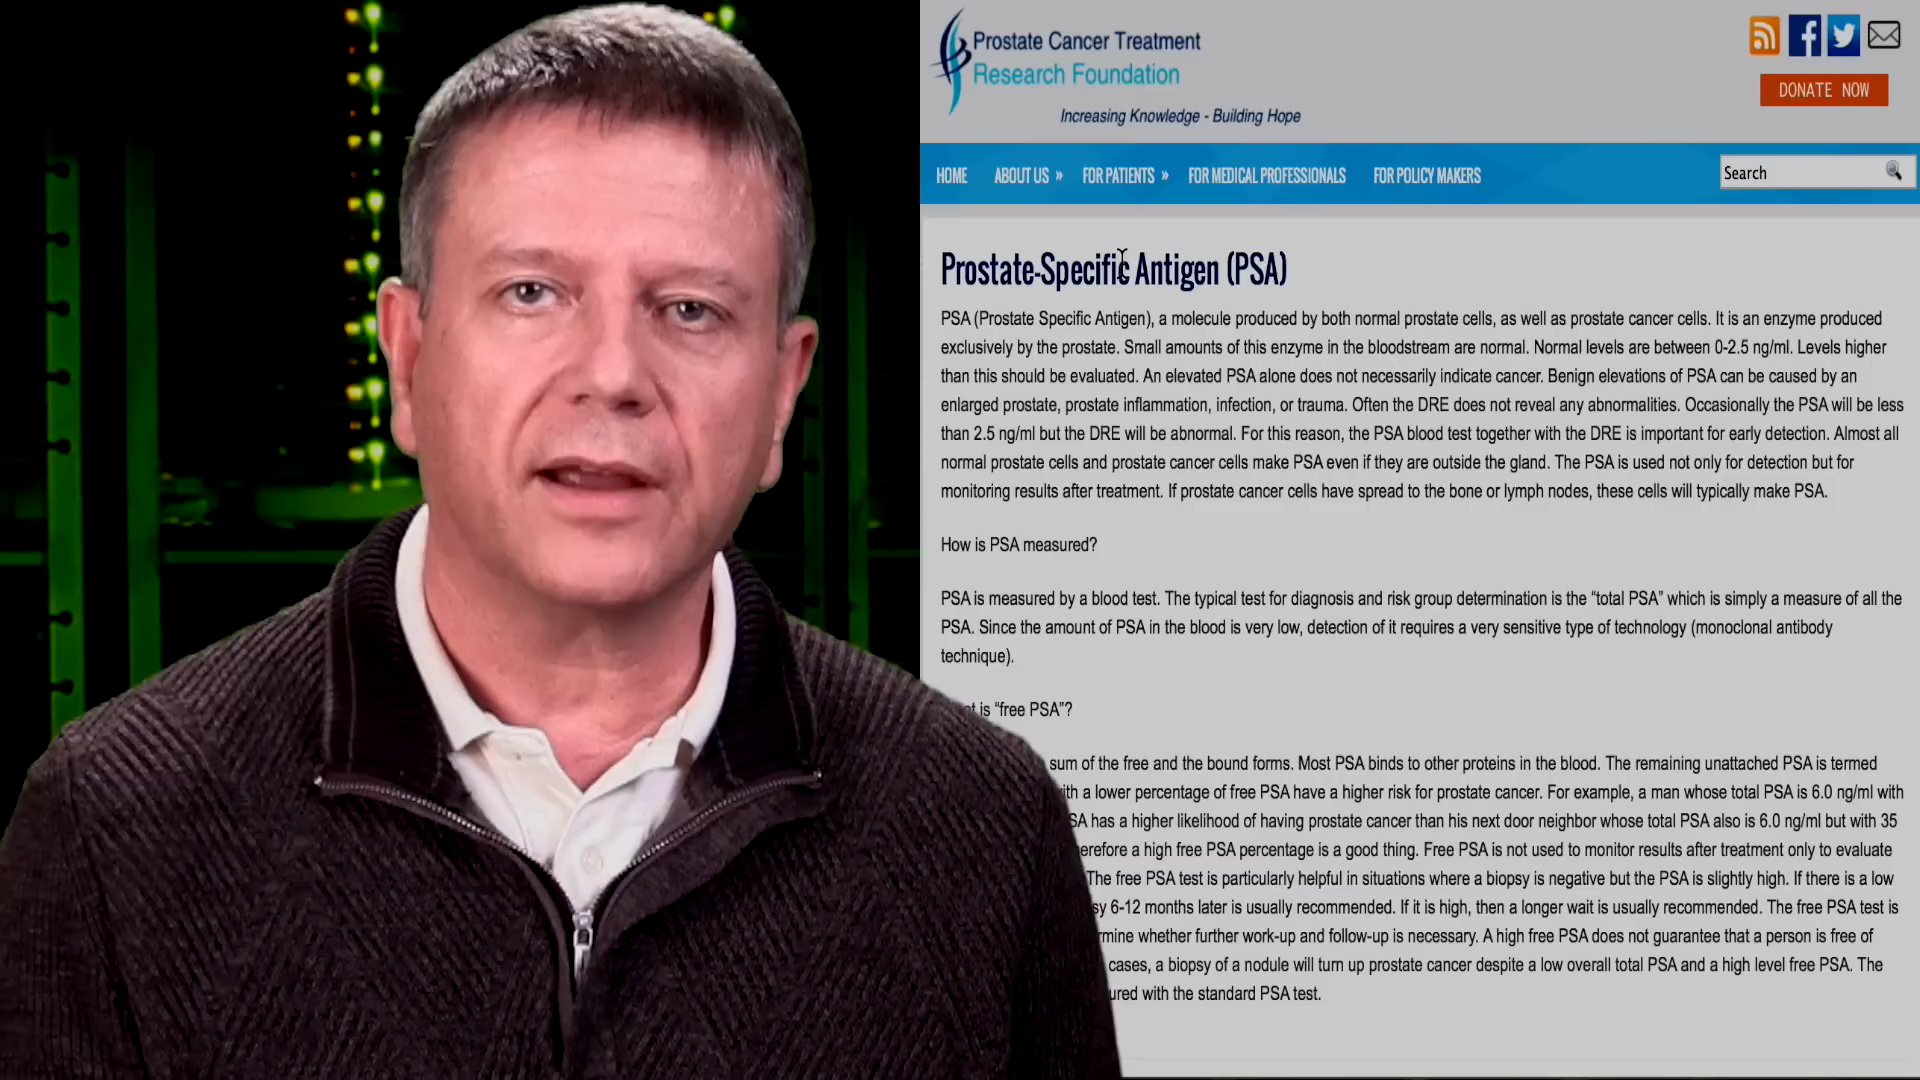 Prostate Cancer Treatment
Research Foundation
Increasing Knowledge - Building Hope
DONATE NOW
HOME ABOUT US » FOR PATIENTS » FOR MEDICAL PROFESSIONALS FOR POLICY MAKERS
Search
Prostate-Specific Antigen (PSA)
PSA (Prostate Specific Antigen), a molecule produced by both normal prostate cells, as well as prostate cancer cells. It is an enzyme produced
exclusively by the prostate. Small amounts of this enzyme in the bloodstream are normal. Normal levels are between 0-2.5 ng/ml. Levels higher
than this should be evaluated. An elevated PSA alone does not necessarily indicate cancer. Benign elevations of PSA can be caused by an
enlarged prostate, prostate inflammation, infection, or trauma. Often the DRE does not reveal any abnormalities. Occasionally the PSA will be less
than 2.5 ng/ml but the DRE will be abnormal. For this reason, the PSA blood test together with the DRE is important for early detection. Almost all
normal prostate cells and prostate cancer cells make PSA even if they are outside the gland. The PSA is used not only for detection but for
monitoring results after treatment. If prostate cancer cells have spread to the bone or lymph nodes, these cells will typically make PSA.
How is PSA measured?
PSA is measured by a blood test. The typical test for diagnosis and risk group determination is the “total PSA” which is simply a measure of all the
PSA. Since the amount of PSA in the blood is very low, detection of it requires a very sensitive type of technology (monoclonal antibody
technique).
is “free PSA”?
sum of the free and the bound forms. Most PSA binds to other proteins in the blood. The remaining unattached PSA is termed
with a lower percentage of free PSA have a higher risk for prostate cancer. For example, a man whose total PSA is 6.0 ng/ml with
PSA has a higher likelihood of having prostate cancer than his next door neighbor whose total PSA also is 6.0 ng/ml but with 35
Therefore a high free PSA percentage is a good thing. Free PSA is not used to monitor results after treatment only to evaluate
The free PSA test is particularly helpful in situations where a biopsy is negative but the PSA is slightly high. If there is a low
6-12 months later is usually recommended. If it is high, then a longer wait is usually recommended. The free PSA test is
whether further work-up and follow-up is necessary. A high free PSA does not guarantee that a person is free of
cases, a biopsy of a nodule will turn up prostate cancer despite a low overall total PSA and a high level free PSA. The
with the standard PSA test.